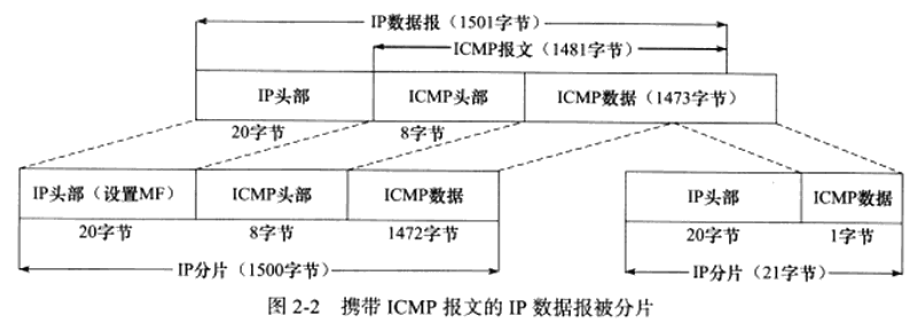 IP数据报（1501字节）
ICMP报文（1481字节）
IP头部 ICMP头部 ICMP数据（1473字节）
20字节 8字节
IP头部（设置MF） ICMP头部 ICMP数据 IP头部 ICMP数据
20字节 8字节 1472字节 20字节 1字节
IP分片（1500字节） IP分片（21字节）
图 2-2 携带 ICMP 报文的 IP 数据报被分片